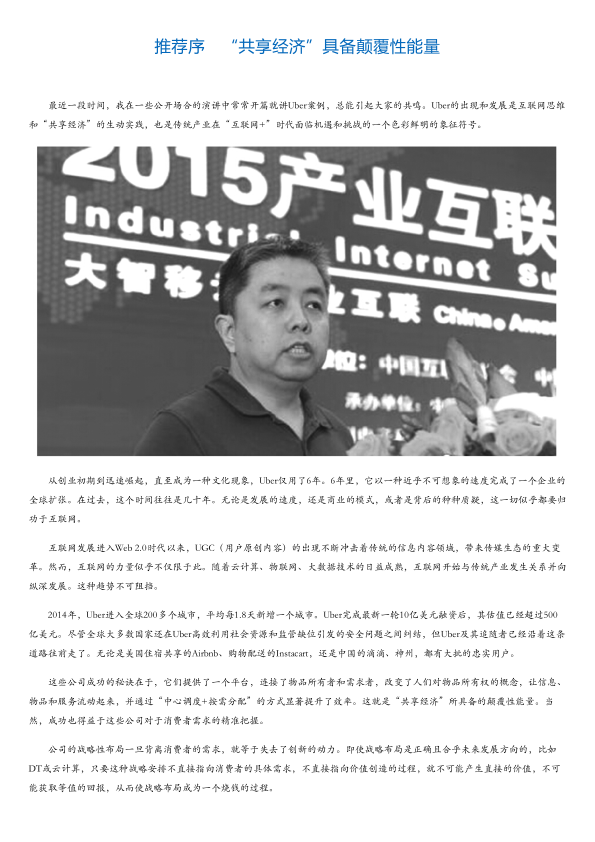 推荐序 “共享经济”具备颠覆性能量
最近一段时间，我在一些公开场合的演讲中常常开篇就讲Uber案例，总能引起大家的共鸣。Uber的出现和发展是互联网思维
和“共享经济”的生动实践，也是传统产业在“互联网+”时代面临机遇和挑战的一个色彩鲜明的象征符号。
2015产业互联
Industrial Internet Su
大智移 业互联 China Ame
单位：中国互 会 中
承办单位：
从创业初期到迅速崛起，直至成为一种文化现象，Uber仅用了6年。6年里，它以一种近乎不可想象的速度完成了一个企业的
全球扩张。在过去，这个时间往往是几十年。无论是发展的速度，还是商业的模式，或者是背后的种种质疑，这一切似乎都要归
功于互联网。
互联网发展进入Web 2.0时代以来，UGC（用户原创内容）的出现不断冲击着传统的信息内容领域，带来传媒生态的重大变
革。然而，互联网的力量似乎不仅限于此。随着云计算、物联网、大数据技术的日益成熟，互联网开始与传统产业发生关系并向
纵深发展。这种趋势不可阻挡。
2014年，Uber进入全球200多个城市，平均每1.8天新增一个城市。Uber完成最新一轮10亿美元融资后，其估值已经超过500
亿美元。尽管全球大多数国家还在Uber高效利用社会资源和监管缺位引发的安全问题之间纠结，但Uber及其追随者已经沿着这条
道路往前走了。无论是美国住宿共享的Airbnb、购物配送的Instacart，还是中国的滴滴、神州，都有大批的忠实用户。
这些公司成功的秘诀在于，它们提供了一个平台，连接了物品所有者和需求者，改变了人们对物品所有权的概念，让信息、
物品和服务流动起来，并通过“中心调度+按需分配”的方式显著提升了效率。这就是“共享经济”所具备的颠覆性能量。当
然，成功也得益于这些公司对于消费者需求的精准把握。
公司的战略性布局一旦背离消费者的需求，就等于失去了创新的动力。即使战略布局是正确且合乎未来发展方向的，比如
DT或云计算，只要这种战略安排不直接指向消费者的具体需求，不直接指向价值创造的过程，就不可能产生直接的价值，不可
能获取等值的回报，从而使战略布局成为一个烧钱的过程。